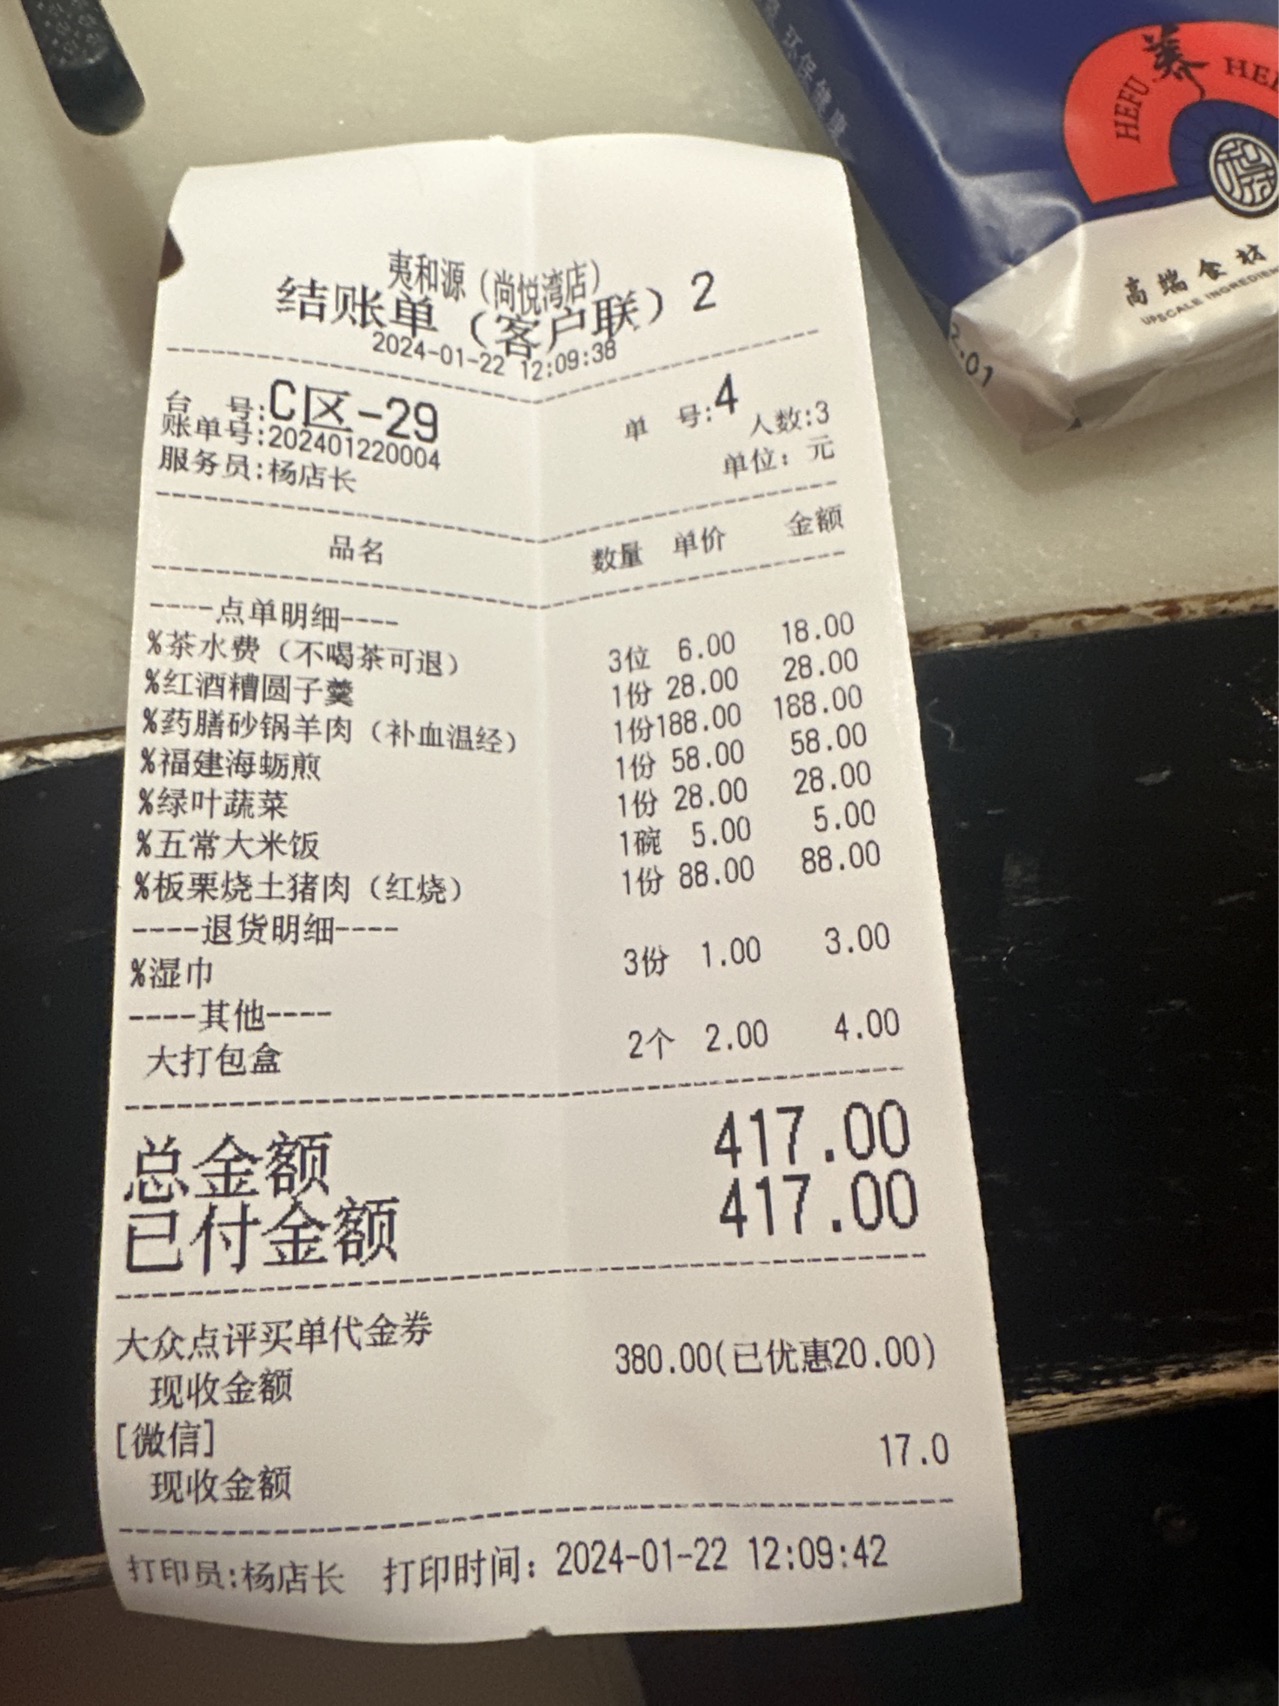 夷和源（尚悦湾店）
结账单（客户联）2
2024-01-22 12:09:38
台 号:C区-29 单 号:4
账单号:202401220004 人数:3
服务员:杨店长 单位: 元
品名 数量 单价 金额
----点单明细----
%茶水费（不喝茶可退） 3位 6.00 18.00
%红酒糟圆子羹 1份 28.00 28.00
%药膳砂锅羊肉（补血温经） 1份188.00 188.00
%福建海蛎煎 1份 58.00 58.00
%绿叶蔬菜 1份 28.00 28.00
%五常大米饭 1碗 5.00 5.00
%板栗烧土猪肉（红烧） 1份 88.00 88.00
----退货明细----
%湿巾 3份 1.00 3.00
----其他----
大打包盒 2个 2.00 4.00
总金额 417.00
已付金额 417.00
大众点评买单代金券
现收金额 380.00(已优惠20.00)
[微信]
现收金额 17.0
打印员:杨店长 打印时间: 2024-01-22 12:09:42
环保健康
HEFU 养 HEF
和府
高端食材
UPSCALE INGREDIEN
2.01